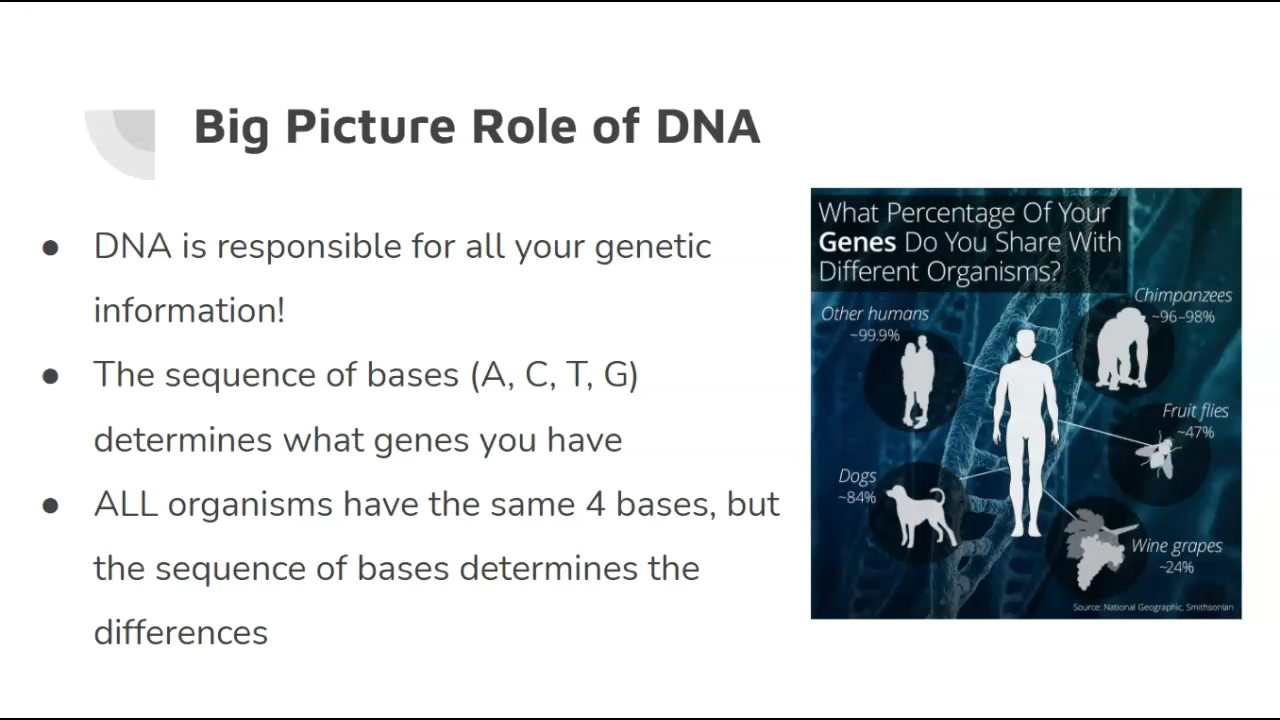 Big Picture Role of DNA
● DNA is responsible for all your genetic
information!
● The sequence of bases (A, C, T, G)
determines what genes you have
● ALL organisms have the same 4 bases, but
the sequence of bases determines the
differences
What Percentage Of Your
Genes Do You Share With
Different Organisms?
Other humans
~99.9%
Chimpanzees
~96–98%
Fruit flies
~47%
Dogs
~84%
Wine grapes
~24%
Source: National Geographic, Smithsonian